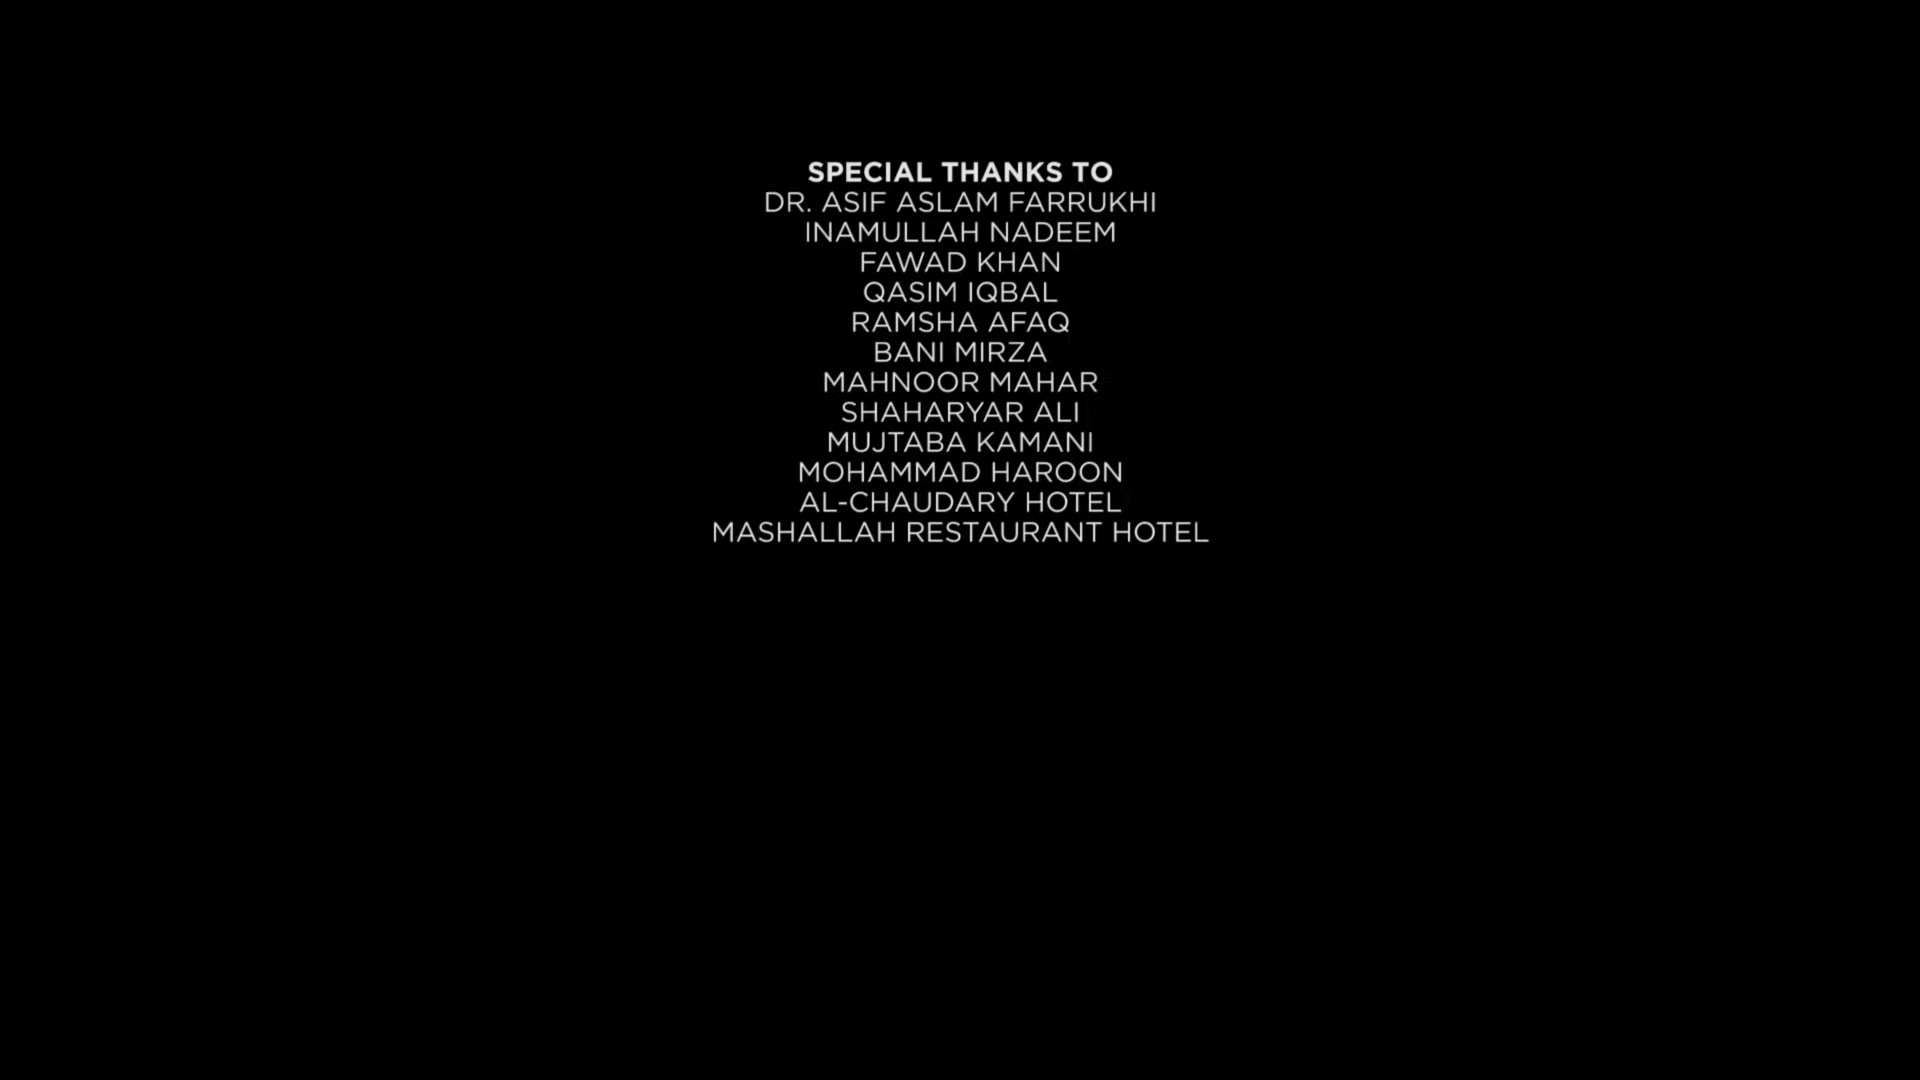 SPECIAL THANKS TO
DR. ASIF ASLAM FARRUKHI
INAMULLAH NADEEM
FAWAD KHAN
QASIM IQBAL
RAMSHA AFAQ
BANI MIRZA
MAHNOOR MAHAR
SHAHARYAR ALI
MUJTABA KAMANI
MOHAMMAD HAROON
AL-CHAUDARY HOTEL
MASHALLAH RESTAURANT HOTEL